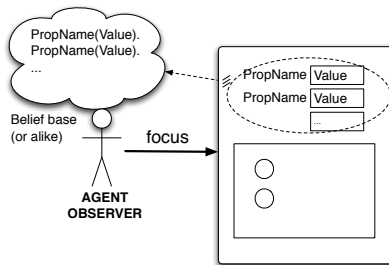 PropName(Value).
PropName(Value).
...
Belief base
(or alike)
AGENT
OBSERVER
focus
PropName Value
PropName Value
...